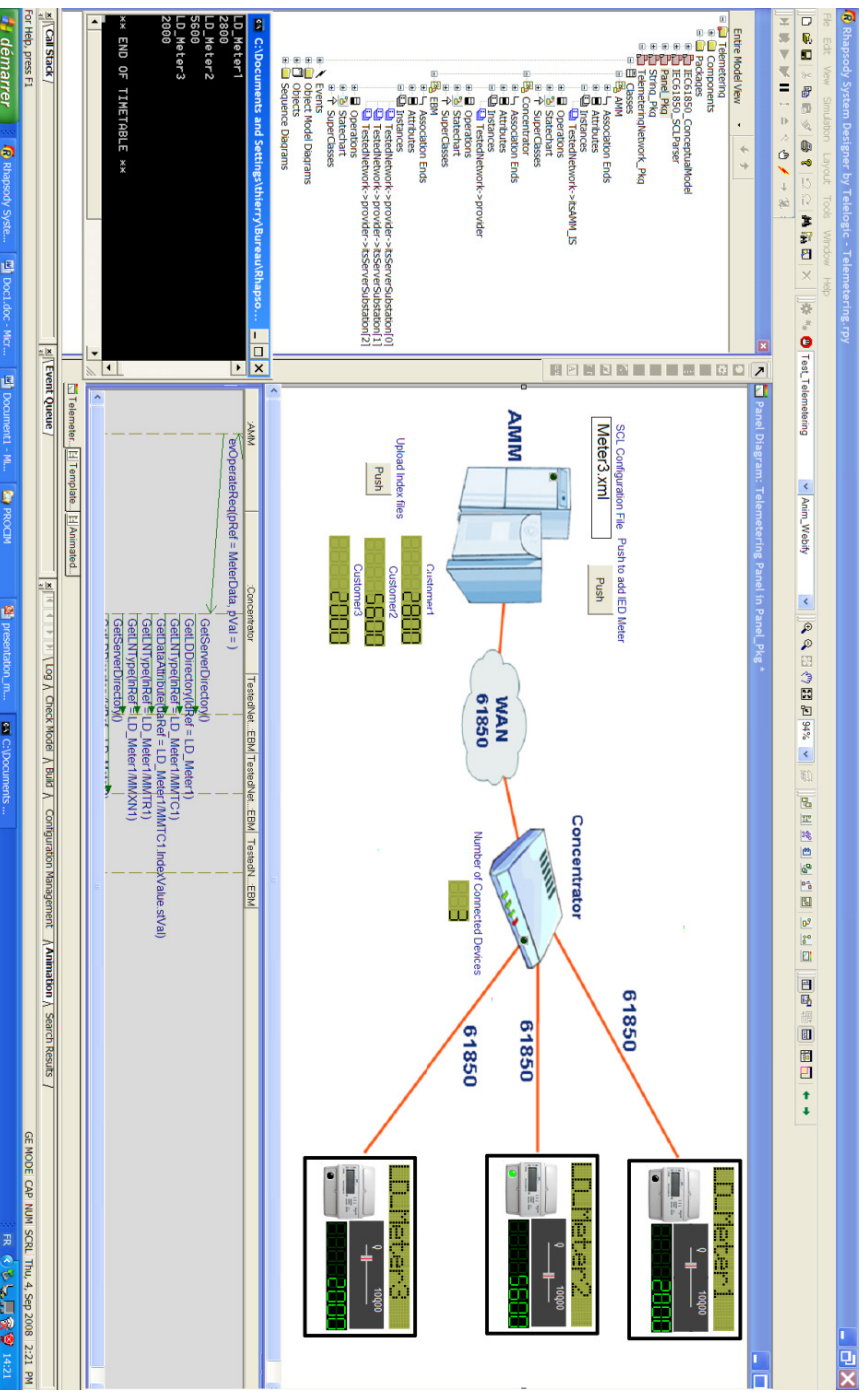 Rhapsody System Designer by Telelogic - Telemetering.rpy
File Edit View Simulation Layout Tools Window Help
Test_Telemetering
Anim_Webify
94%
Entire Model View
Telemetering
Components
Packages
IEC61850_ConceptualModel
IEC61850_SCLParser
Panel_Pkg
String_Pkg
TelemeteringNetwork_Pkg
Classes
AMM
Association Ends
Attributes
Instances
TestedNetwork->itsAMM_IS
Operations
Statechart
SuperClasses
Concentrator
Association Ends
Attributes
Instances
TestedNetwork->provider
Operations
Statechart
SuperClasses
EBM
Association Ends
Attributes
Instances
TestedNetwork->provider->itsServerSubstation[0]
TestedNetwork->provider->itsServerSubstation[1]
TestedNetwork->provider->itsServerSubstation[2]
Operations
Statechart
SuperClasses
Events
Object Model Diagrams
Objects
Sequence Diagrams
Panel Diagram: Telemetering Panel in Panel_Pkg *
SCL Configuration File Push to add IED Meter
Meter3.xml
Push
AMM
WAN
61850
Concentrator
61850
61850
61850
Number of Connected Devices
3
Upload Index files
Push
Customer1
2800
Customer2
5600
Customer3
2000
LD_Meter1
0 10000
2800
LD_Meter2
0 10000
5600
LD_Meter3
0 10000
2000
C:\Documents and Settings\thierry\Bureau\Rhapso...
LD_Meter1
2800
LD_Meter2
5600
LD_Meter3
2000
** END OF TIMETABLE **
:AMM
:Concentrator
TestedNet...:EBM
TestedNet...:EBM
TestedN...:EBM
evOperateReq(pRef = MeterData, pVal = )
GetServerDirectory()
GetLDDirectory(ldRef = LD_Meter1)
GetLNType(lnRef = LD_Meter1/MMTC1)
GetDataAttribute(daRef = LD_Meter1/MMTC1.IndexValue.stVal)
GetLNType(lnRef = LD_Meter1/MMTR1)
GetLNType(lnRef = LD_Meter1/MMXN1)
GetServerDirectory()
Telemeter... Template... Animated...
Call Stack
Event Queue
Log Check Model Build Configuration Management Animation Search Results
For Help, press F1
GE MODE CAP NUM SCRL Thu, 4, Sep 2008 2:21 PM
démarrer
Rhapsody Syste...
Doc1.doc - Micr...
Document1 - Mi...
PROCIM
presentation_m...
C:\Documents ...
FR
14:21